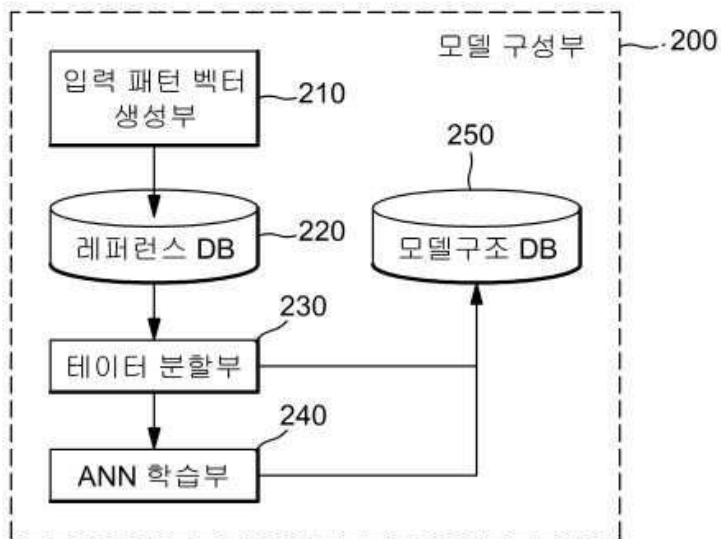 모델 구성부
200
입력 패턴 벡터
생성부
210
250
레퍼런스 DB
220
모델구조 DB
230
테이터 분할부
240
ANN 학습부